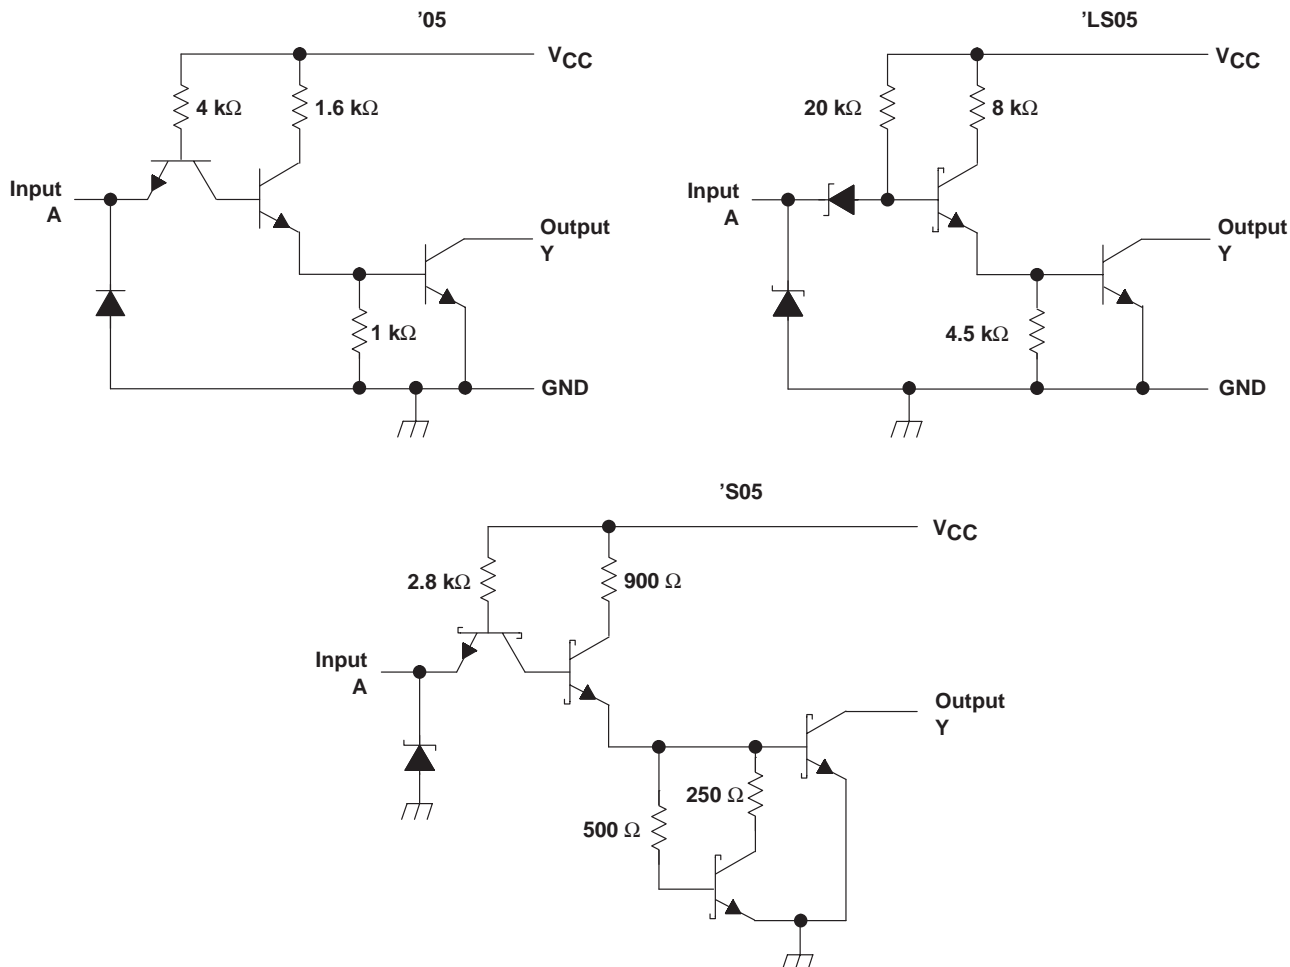 ’05
VCC
4 kΩ
1.6 kΩ
Input
A
Output
Y
1 kΩ
GND
’LS05
VCC
20 kΩ
8 kΩ
Input
A
Output
Y
4.5 kΩ
GND
’S05
VCC
2.8 kΩ
900 Ω
Input
A
Output
Y
250 Ω
500 Ω